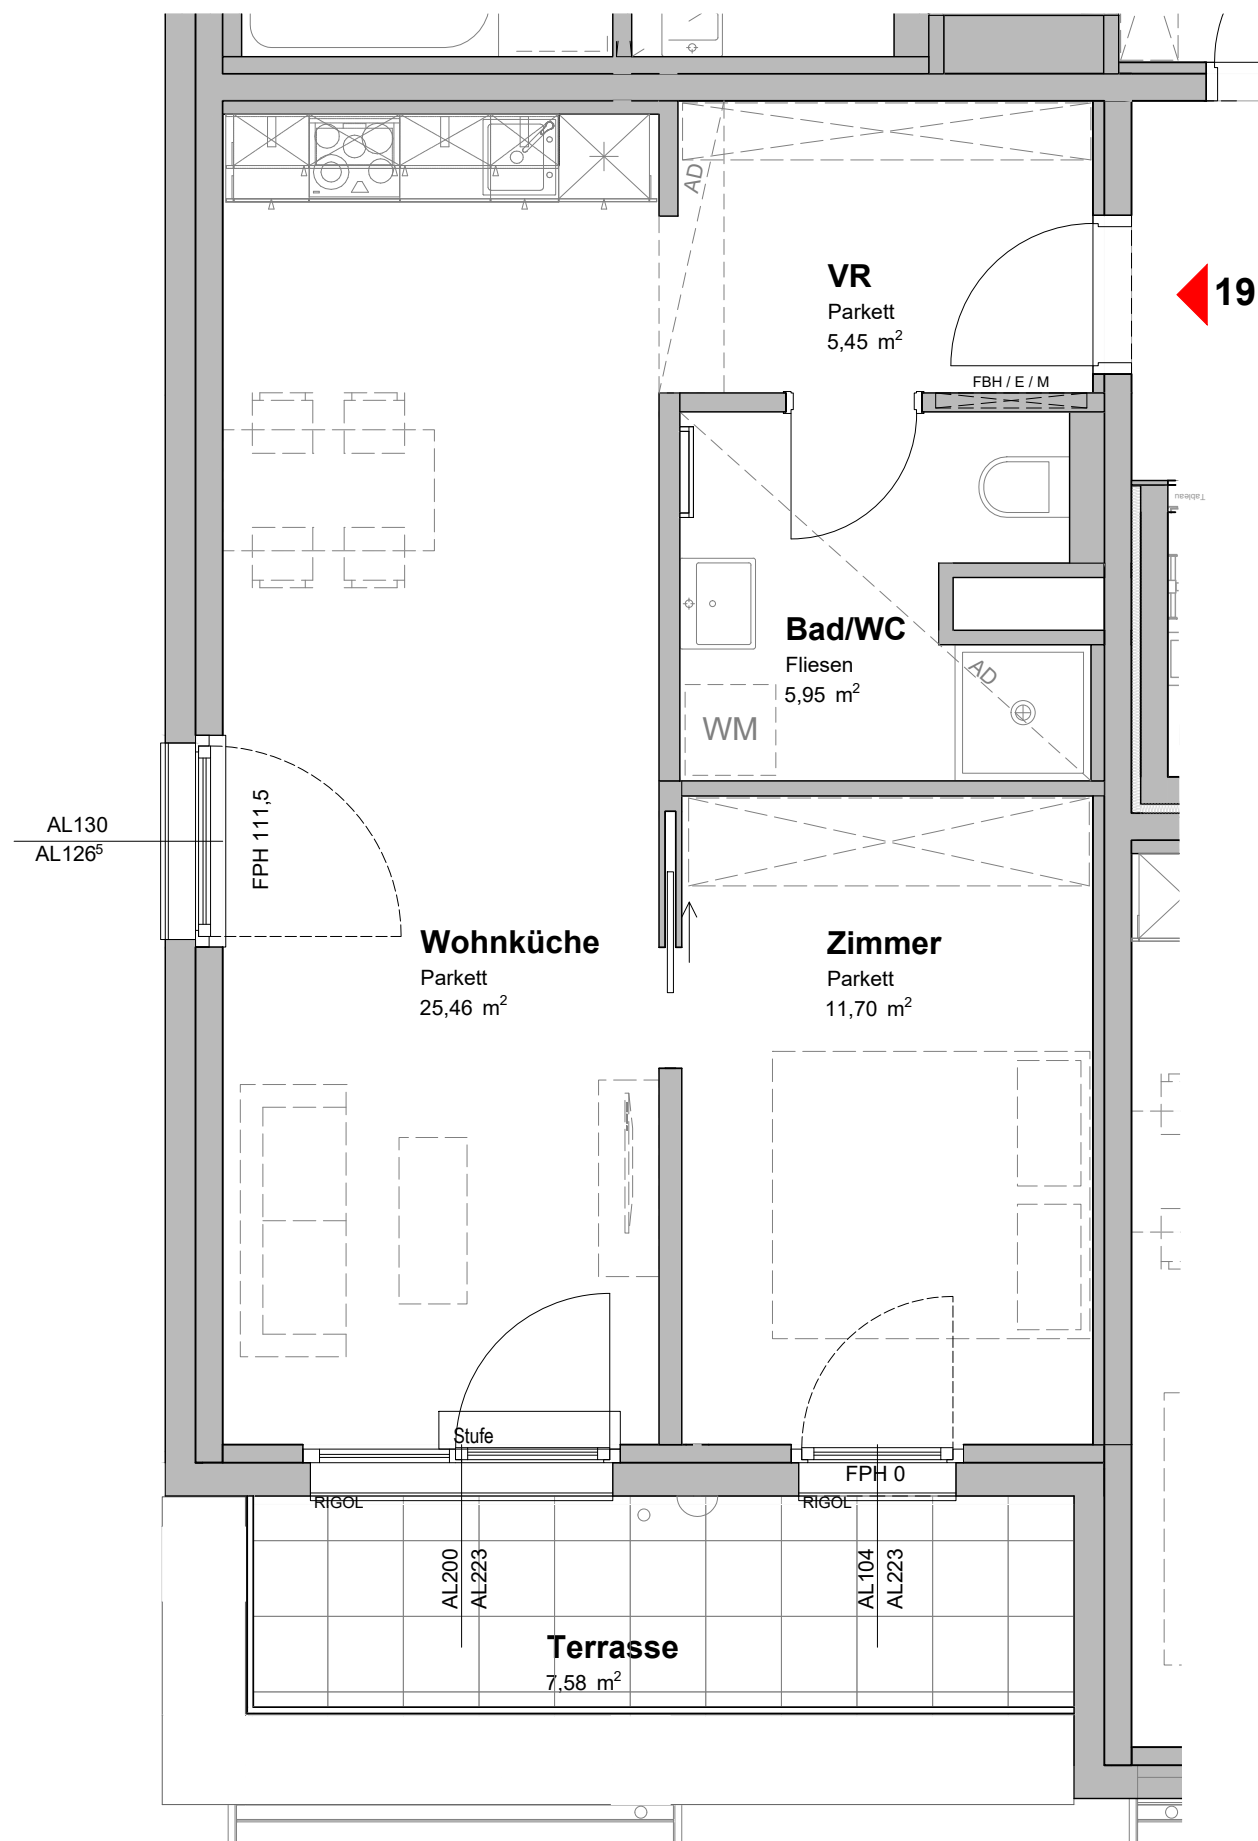 AD
VR
Parkett
5,45 m²
19
FBH / E / M
Tableau
Bad/WC
Fliesen
5,95 m²
AD
WM
AL130
AL126⁵
FPH 111,5
Wohnküche
Parkett
25,46 m²
Zimmer
Parkett
11,70 m²
Stufe
FPH 0
RIGOL
RIGOL
AL200
AL223
AL104
AL223
Terrasse
7,58 m²